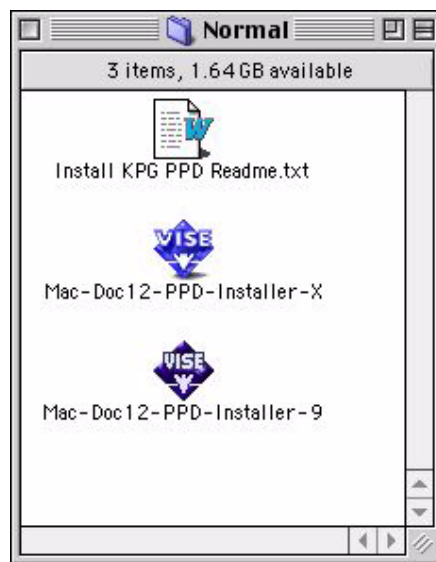 Normal
3 items, 1.64 GB available
W
Install KPG PPD Readme.txt
VISE
Mac-Doc12-PPD-Installer-X
VISE
Mac-Doc12-PPD-Installer-9